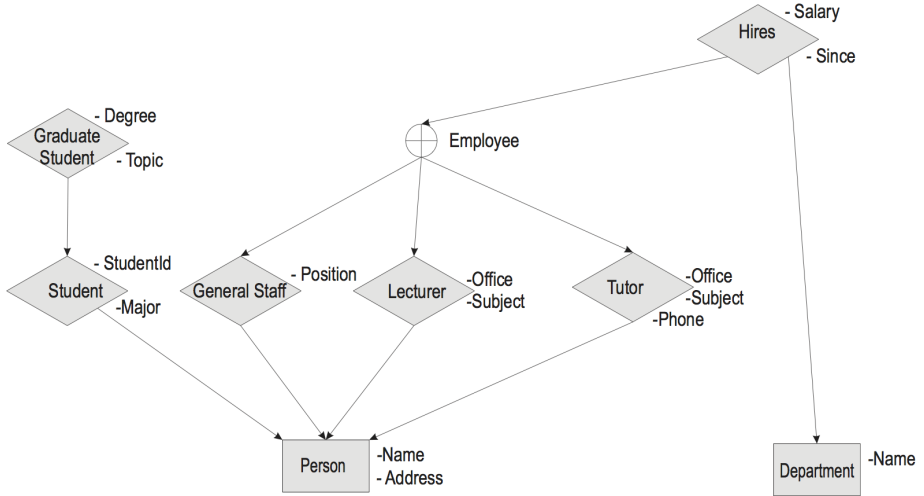 - Salary
Hires
- Since
- Degree
Graduate
Student
- Topic
Employee
- StudentId
Student
-Major
- Position
General Staff
Lecturer
-Office
-Subject
Tutor
-Office
-Subject
-Phone
Person
-Name
- Address
Department
-Name